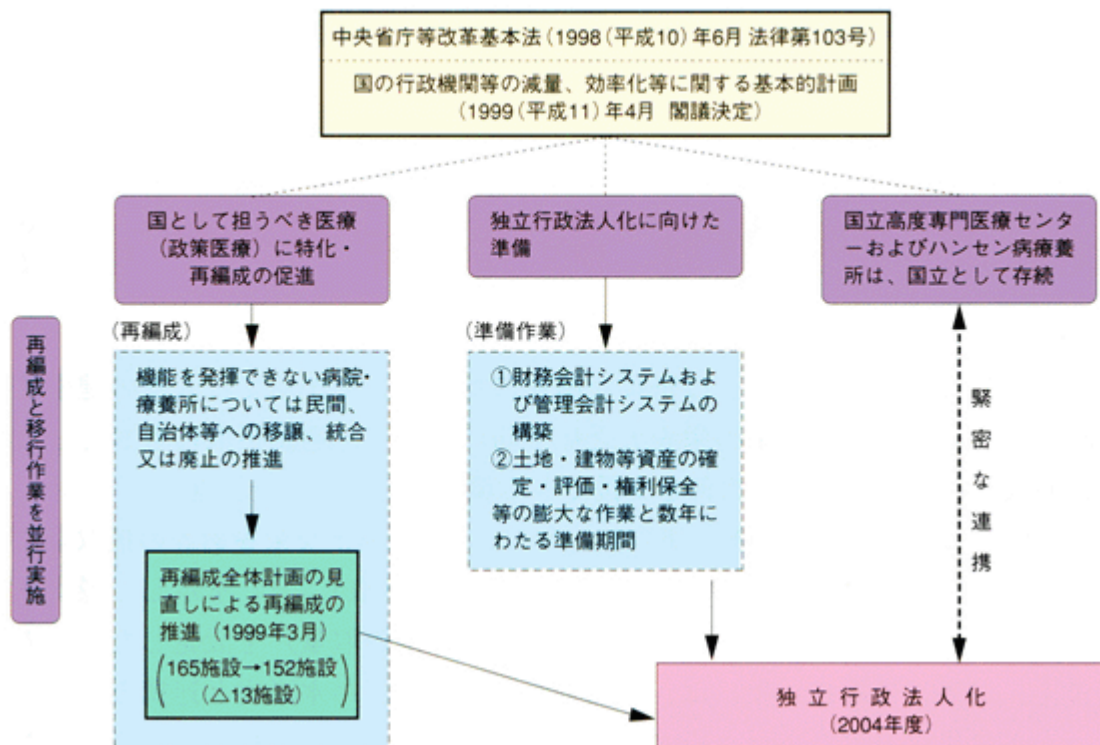 中央省庁等改革基本法(1998(平成10)年6月 法律第103号)
国の行政機関等の減量、効率化等に関する基本的計画
(1999(平成11)年4月 閣議決定)
国として担うべき医療
(政策医療)に特化・
再編成の促進
独立行政法人化に向けた
準備
国立高度専門医療センタ
ーおよびハンセン病療養
所は、国立として存続
再編成と移行作業を並行実施
(再編成)
機能を発揮できない病院・
療養所については民間、
自治体等への移譲、統合
又は廃止の推進
再編成全体計画の見
直しによる再編成の
推進(1999年3月)
(165施設→152施設
(△13施設))
(準備作業)
①財務会計システムおよ
び管理会計システムの
構築
②土地・建物等資産の確
定・評価・権利保全
等の膨大な作業と数年に
わたる準備期間
緊密な連携
独立行政法人化
(2004年度)